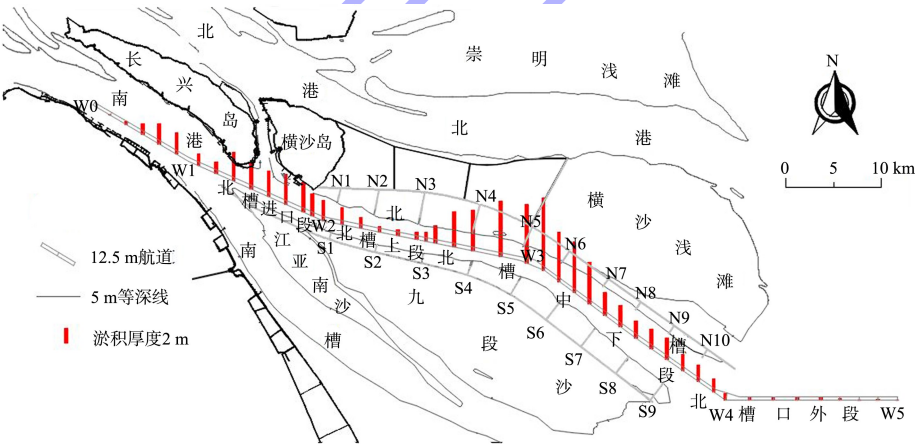 北
崇明浅滩
长兴岛
N
南港
港
W0
北港
横沙岛
0 5 10 km
W1
N1
N2
N3
N4
横沙浅滩
北槽进口段
W2
北槽上段
N5
W3
N6
N7
N8
N9
N10
南槽
江亚南沙
S1
S2
S3
S4
S5
S6
S7
S8
S9
北槽中下段
九段沙
12.5 m航道
5 m等深线
淤积厚度2 m
北槽口外段
W4
W5